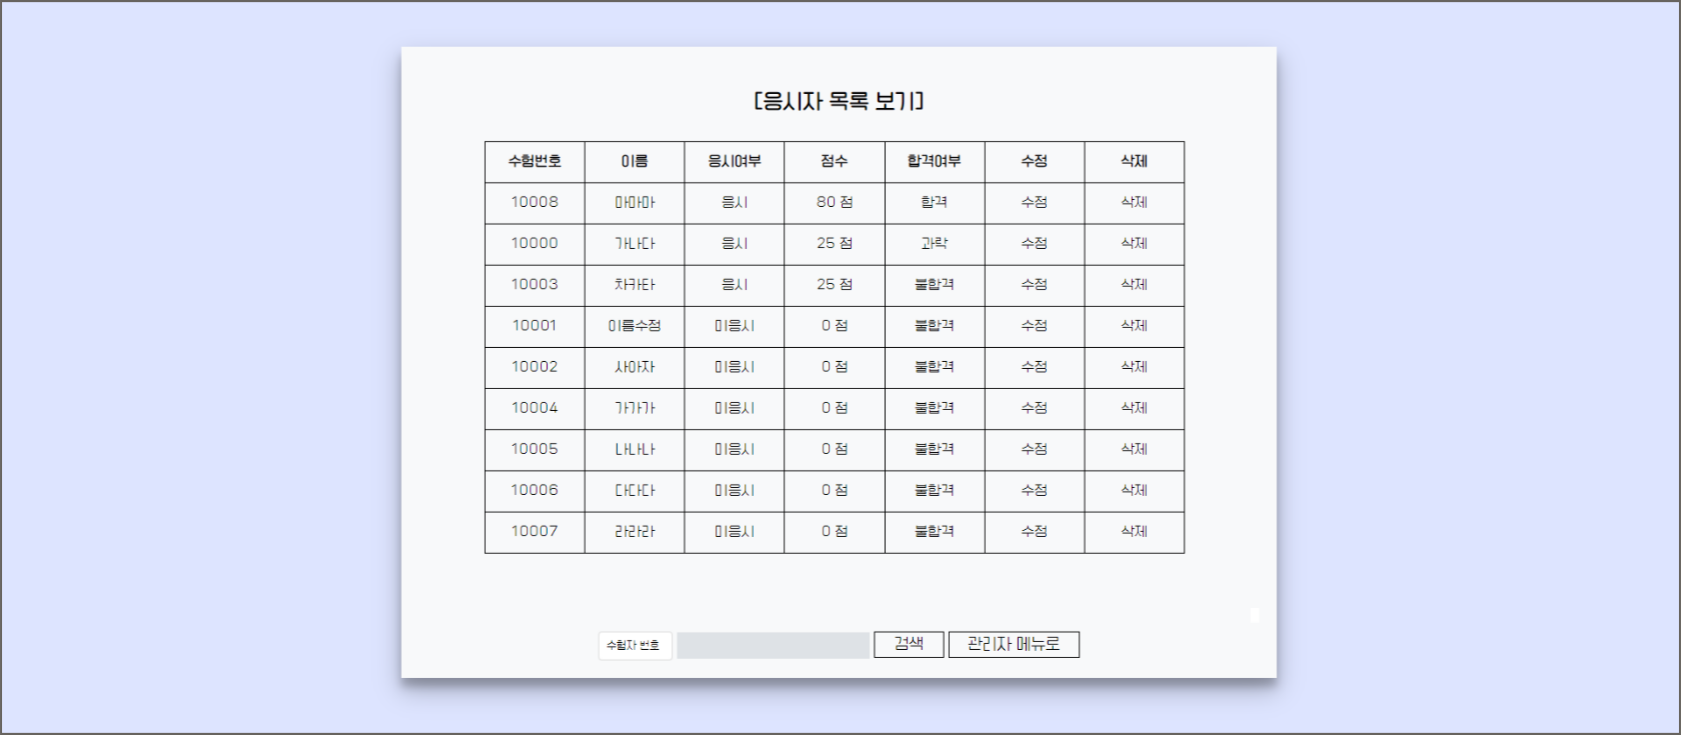 [응시자 목록 보기]
수험번호 이름 응시여부 점수 합격여부 수정 삭제
10008 마마마 응시 80 점 합격 수정 삭제
10000 가나다 응시 25 점 과락 수정 삭제
10003 차카타 응시 25 점 불합격 수정 삭제
10001 이름수정 미응시 0 점 불합격 수정 삭제
10002 사아자 미응시 0 점 불합격 수정 삭제
10004 가가가 미응시 0 점 불합격 수정 삭제
10005 나나나 미응시 0 점 불합격 수정 삭제
10006 다다다 미응시 0 점 불합격 수정 삭제
10007 라라라 미응시 0 점 불합격 수정 삭제
수험자 번호 검색 관리자 메뉴로